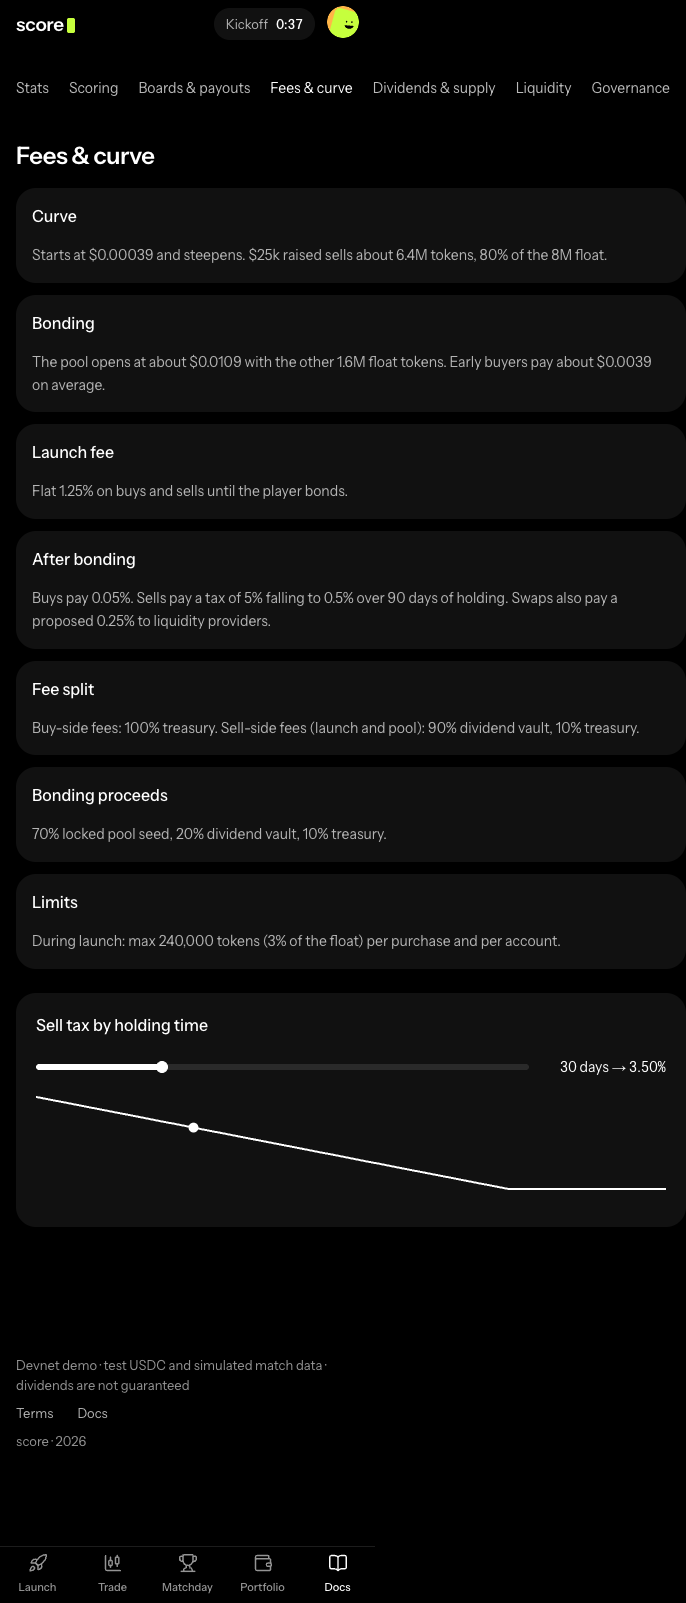 score
Kickoff 0:37
Stats Scoring Boards & payouts Fees & curve Dividends & supply Liquidity Governance
Fees & curve
Curve
Starts at $0.00039 and steepens. $25k raised sells about 6.4M tokens, 80% of the 8M float.
Bonding
The pool opens at about $0.0109 with the other 1.6M float tokens. Early buyers pay about $0.0039
on average.
Launch fee
Flat 1.25% on buys and sells until the player bonds.
After bonding
Buys pay 0.05%. Sells pay a tax of 5% falling to 0.5% over 90 days of holding. Swaps also pay a
proposed 0.25% to liquidity providers.
Fee split
Buy-side fees: 100% treasury. Sell-side fees (launch and pool): 90% dividend vault, 10% treasury.
Bonding proceeds
70% locked pool seed, 20% dividend vault, 10% treasury.
Limits
During launch: max 240,000 tokens (3% of the float) per purchase and per account.
Sell tax by holding time
30 days → 3.50%
Devnet demo · test USDC and simulated match data ·
dividends are not guaranteed
Terms Docs
score · 2026
Launch Trade Matchday Portfolio Docs